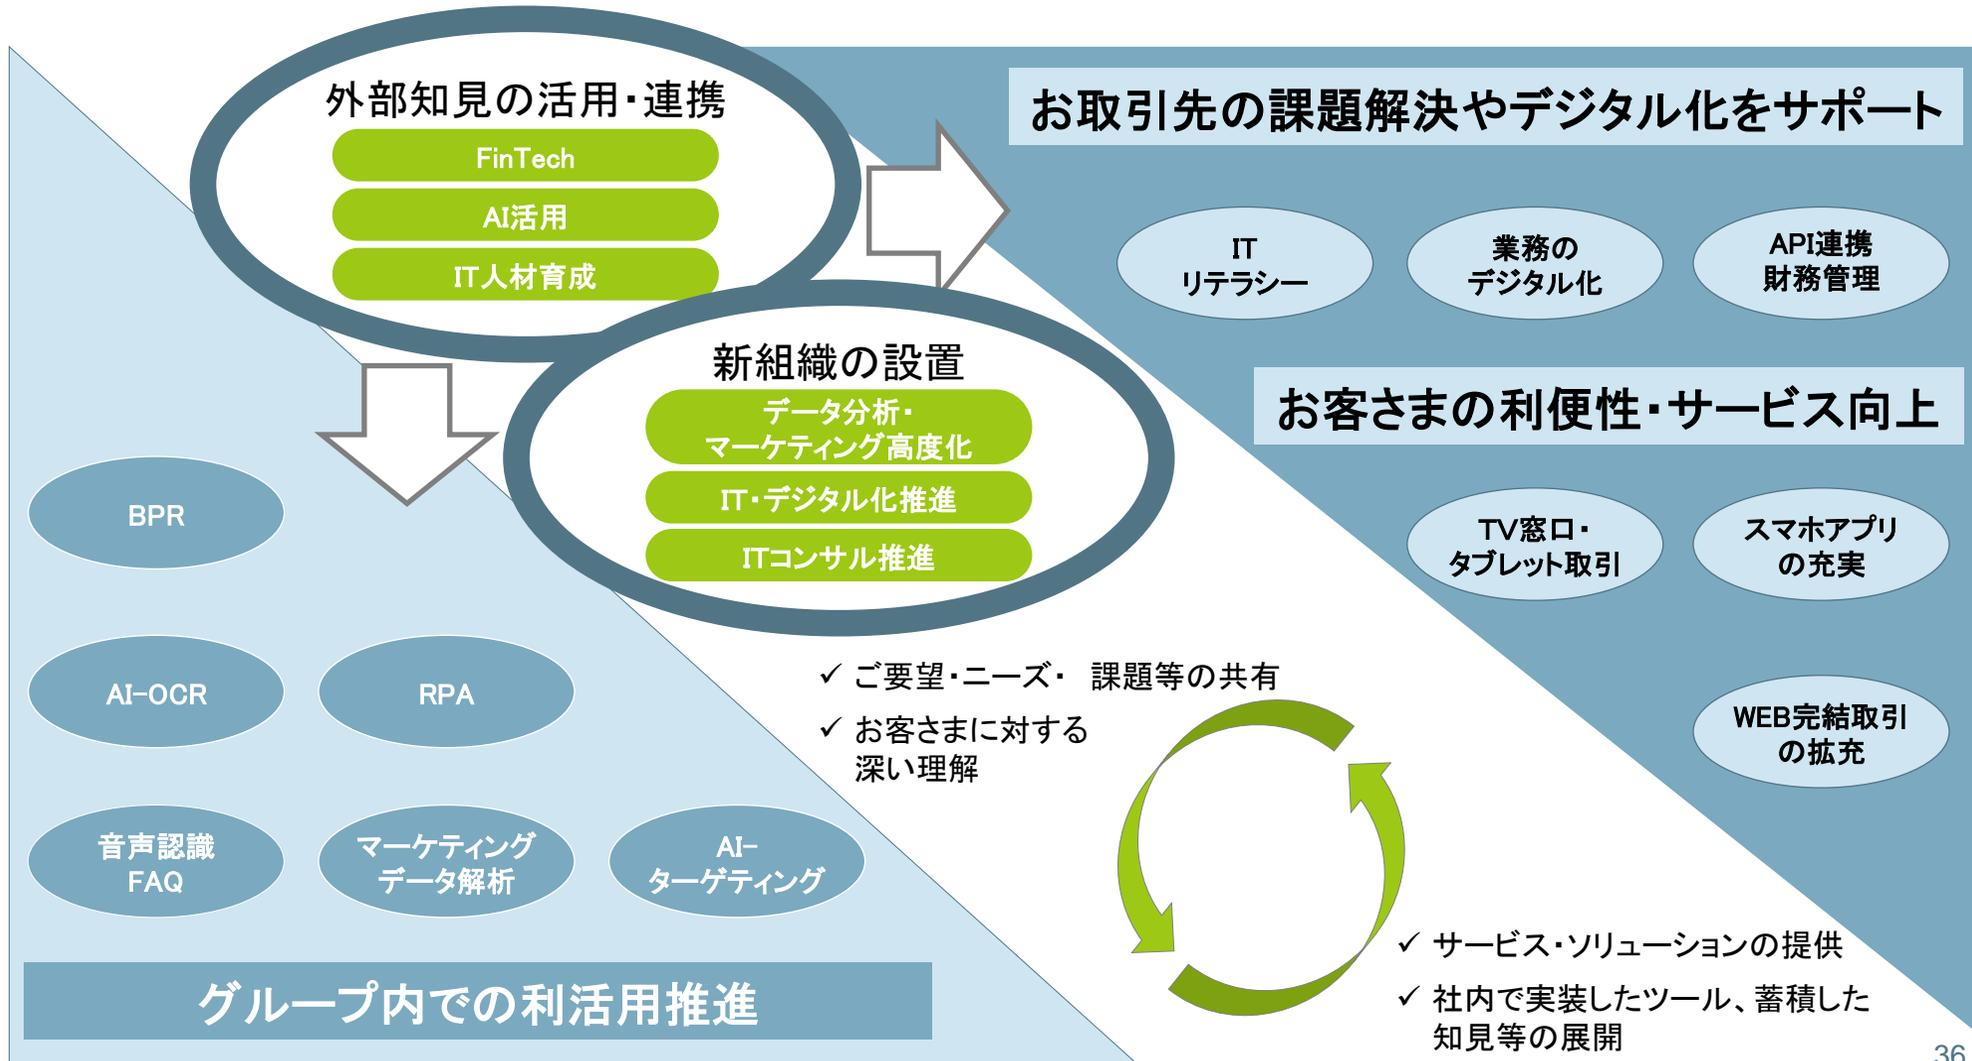 外部知見の活用・連携
FinTech
AI活用
IT人材育成
新組織の設置
データ分析・
マーケティング高度化
IT・デジタル化推進
ITコンサル推進
お取引先の課題解決やデジタル化をサポート
IT
リテラシー
業務の
デジタル化
API連携
財務管理
お客さまの利便性・サービス向上
TV窓口・
タブレット取引
スマホアプリ
の充実
WEB完結取引
の拡充
BPR
AI-OCR
RPA
音声認識
FAQ
マーケティング
データ解析
AI-
ターゲティング
グループ内での利活用推進
✓ ご要望・ニーズ・ 課題等の共有
✓ お客さまに対する
深い理解
✓ サービス・ソリューションの提供
✓ 社内で実装したツール、蓄積した
知見等の展開
36